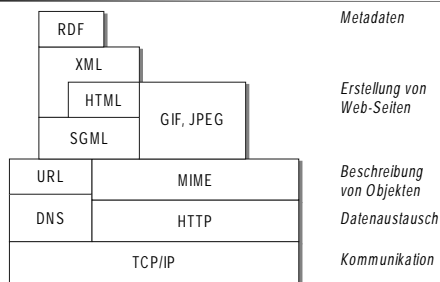 RDF
Metadaten
XML
HTML
GIF, JPEG
Erstellung von
Web-Seiten
SGML
URL
MIME
Beschreibung
von Objekten
DNS
HTTP
Datenaustausch
TCP/IP
Kommunikation